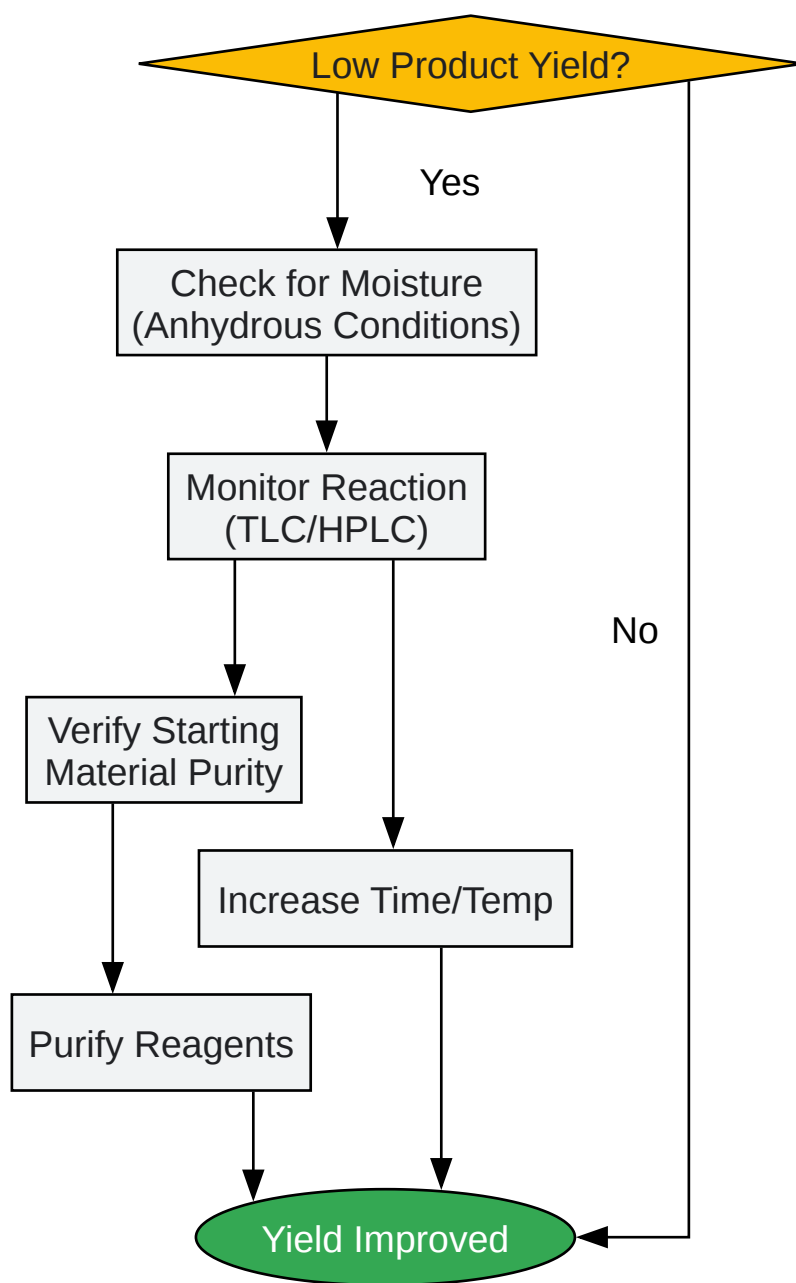 Low Product Yield?
Yes
Check for Moisture
(Anhydrous Conditions)
Monitor Reaction
(TLC/HPLC)
No
Verify Starting
Material Purity
Increase Time/Temp
Purify Reagents
Yield Improved